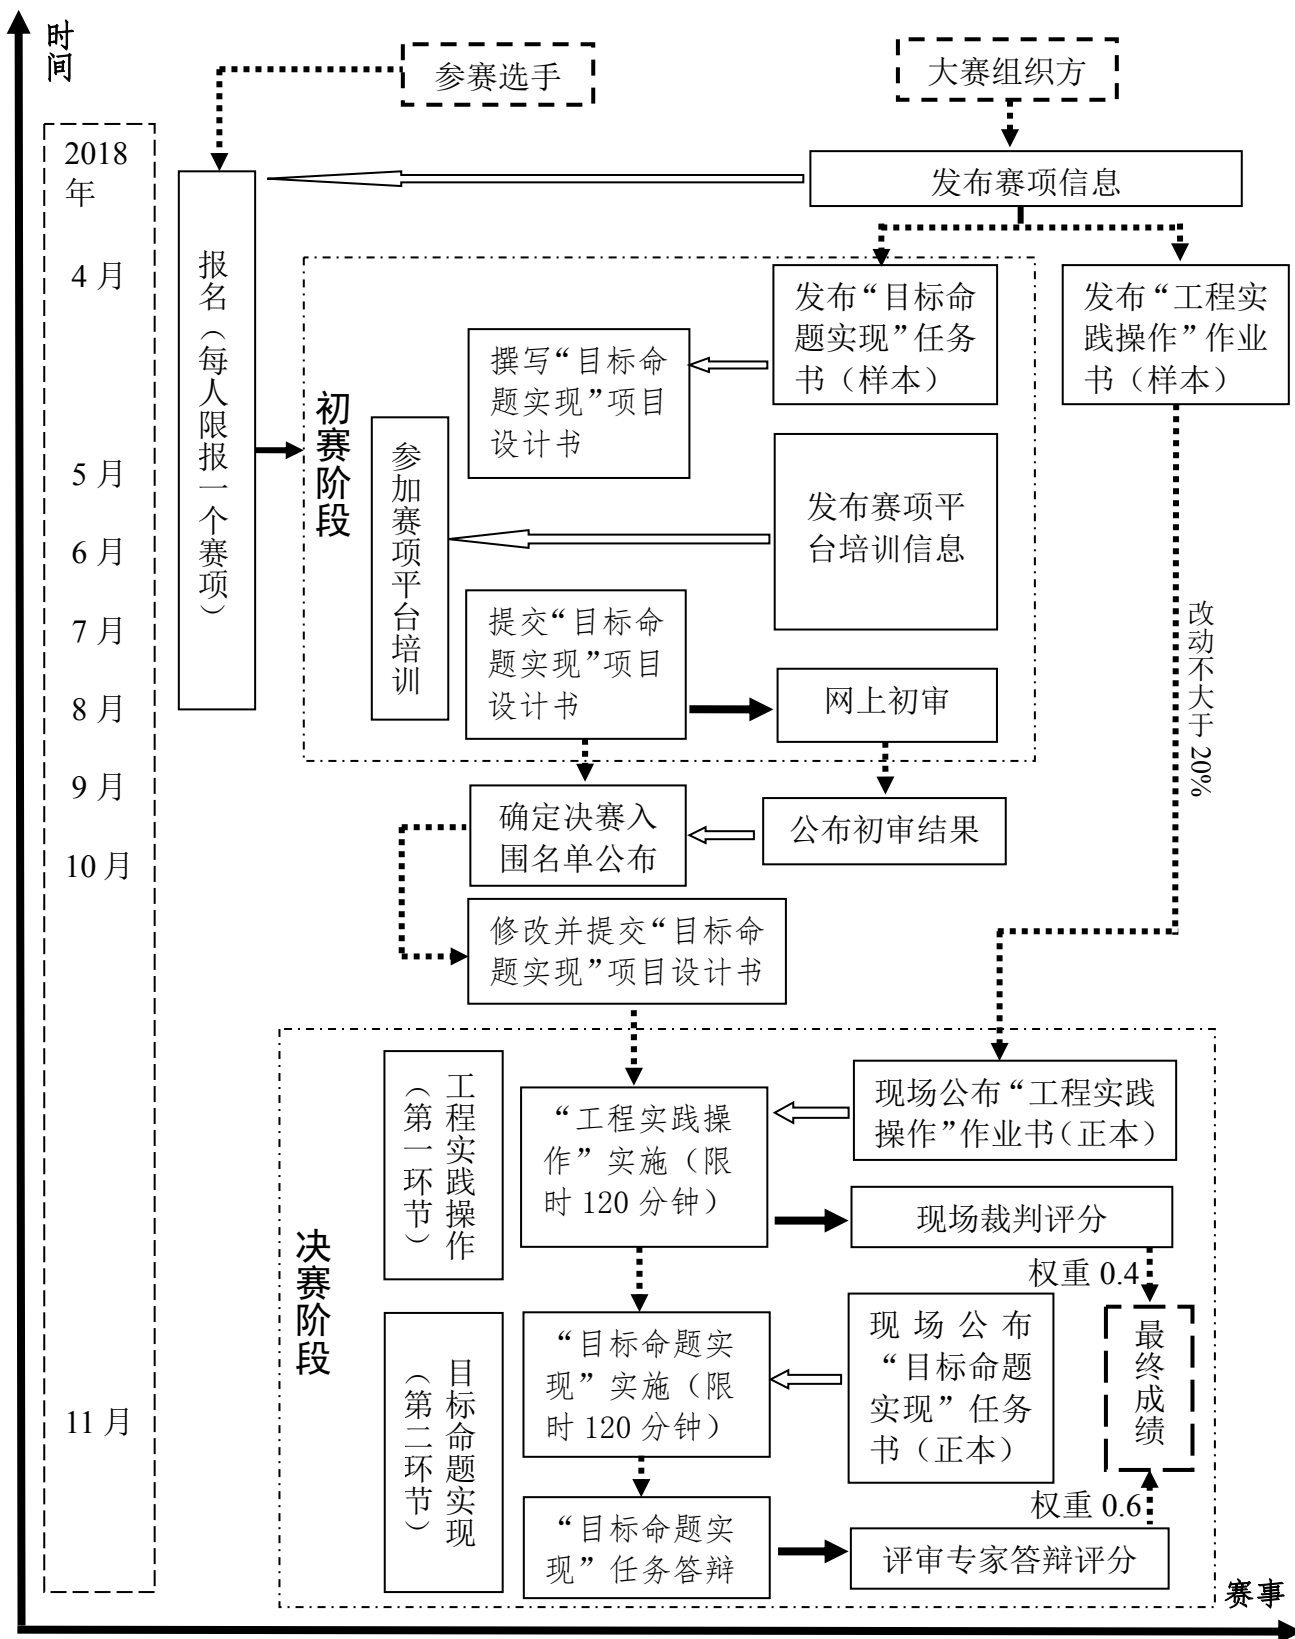 时
间
参赛选手
大赛组织方
2018
年
发布赛项信息
4 月
报名（每人限报一个赛项）
初赛阶段
发布“目标命
题实现”任务
书（样本）
发布“工程实
践操作”作业
书（样本）
撰写“目标命
题实现”项目
设计书
5 月
参加赛项平台培训
发布赛项平
台培训信息
6 月
7 月
提交“目标命
题实现”项目
设计书
改动不大于 20%
8 月
网上初审
9 月
确定决赛入
围名单公布
公布初审结果
10 月
修改并提交“目标命
题实现”项目设计书
决赛阶段
工程实践操作
（第一环节）
“工程实践操
作”实施（限
时 120 分钟）
现场公布“工程实践
操作”作业书（正本）
现场裁判评分
权重 0.4
目标命题实现
（第二环节）
“目标命题实
现”实施（限
时 120 分钟）
现场公布
“目标命题
实现”任务
书（正本）
最终成绩
11 月
权重 0.6
“目标命题实
现”任务答辩
评审专家答辩评分
赛事